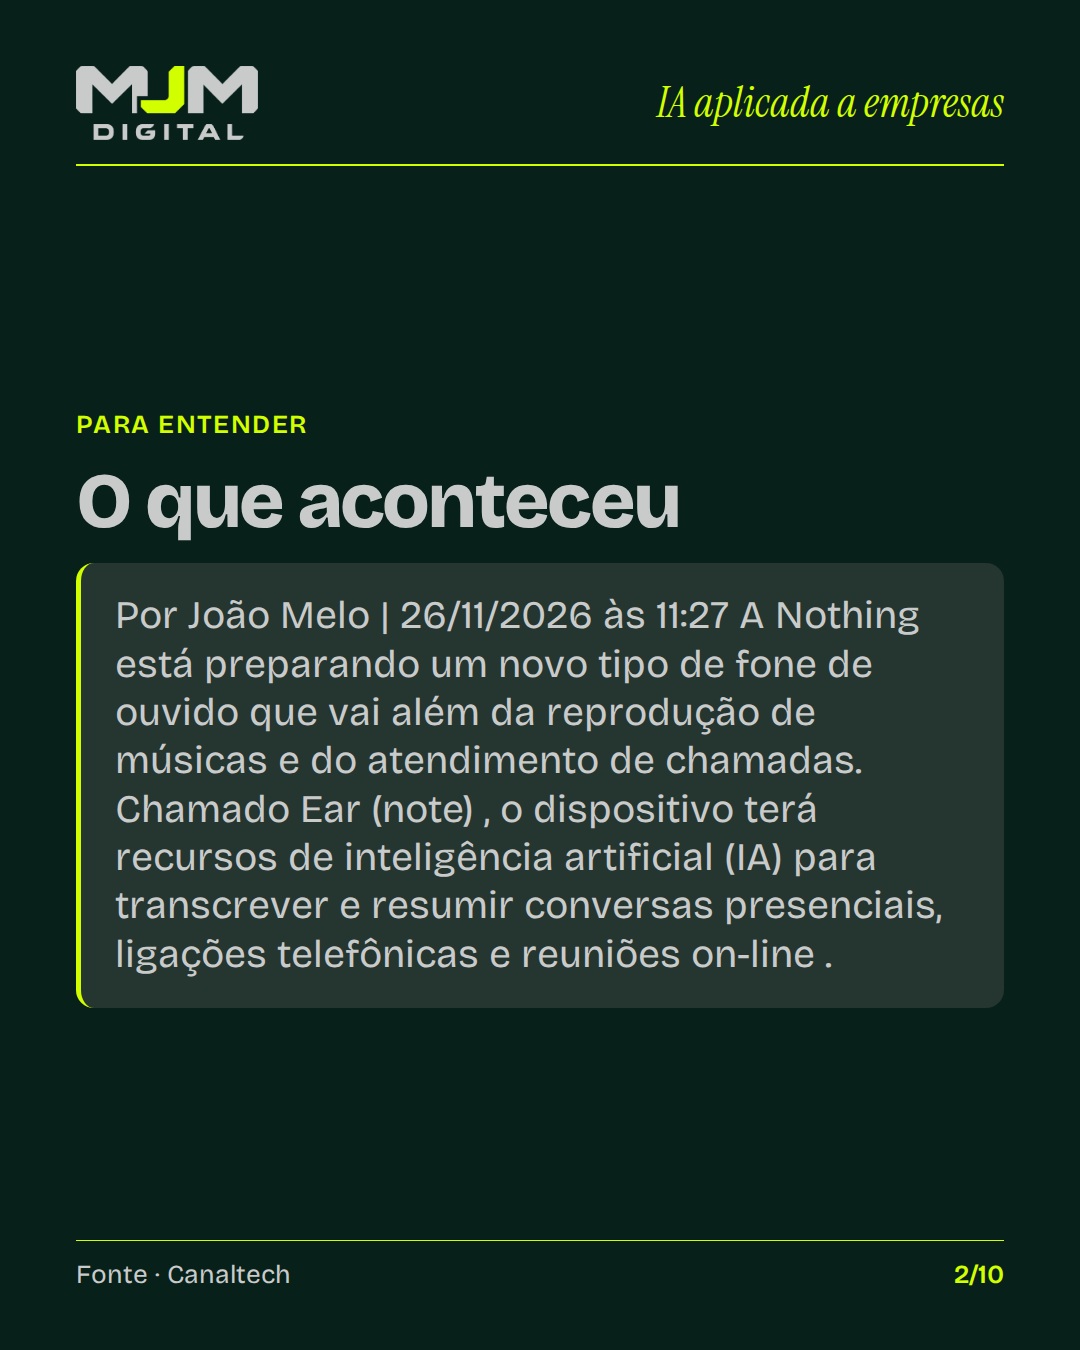 MJM
DIGITAL
IA aplicada a empresas
PARA ENTENDER
O que aconteceu
Por João Melo | 26/11/2026 às 11:27 A Nothing
está preparando um novo tipo de fone de
ouvido que vai além da reprodução de
músicas e do atendimento de chamadas.
Chamado Ear (note) , o dispositivo terá
recursos de inteligência artificial (IA) para
transcrever e resumir conversas presenciais,
ligações telefônicas e reuniões on-line .
Fonte · Canaltech
2/10